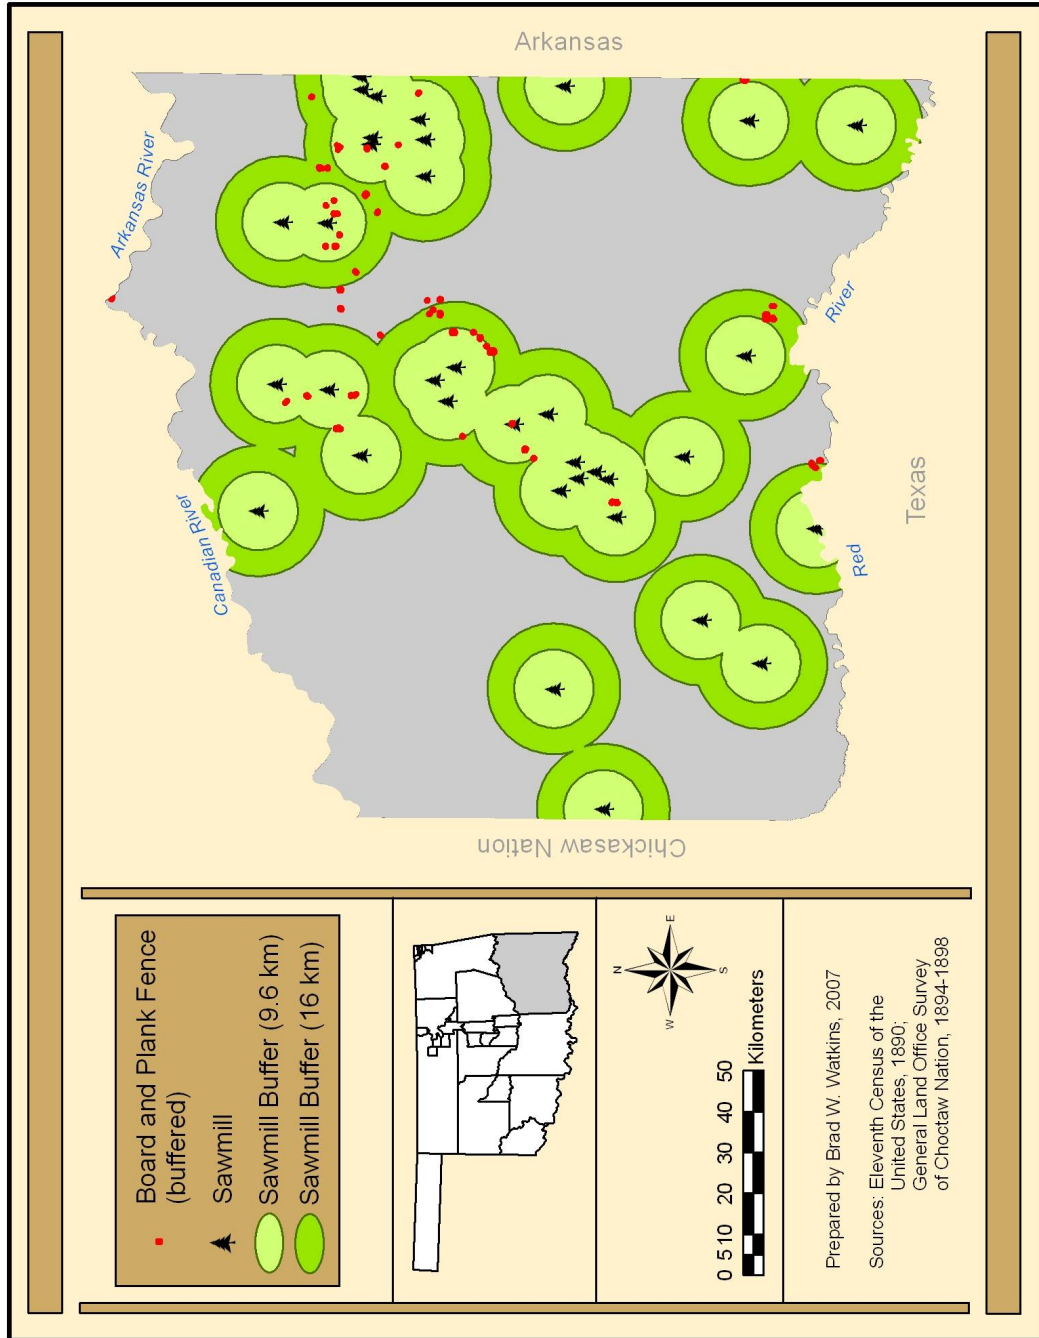 Arkansas
Arkansas River
Canadian River
River
Red
Texas
Chickasaw Nation
Board and Plank Fence
(buffered)
Sawmill
Sawmill Buffer (9.6 km)
Sawmill Buffer (16 km)
N
W
E
S
0 5 10 20 30 40 50
Kilometers
Prepared by Brad W. Watkins, 2007
Sources: Eleventh Census of the
United States, 1890;
General Land Office Survey
of Choctaw Nation, 1894-1898